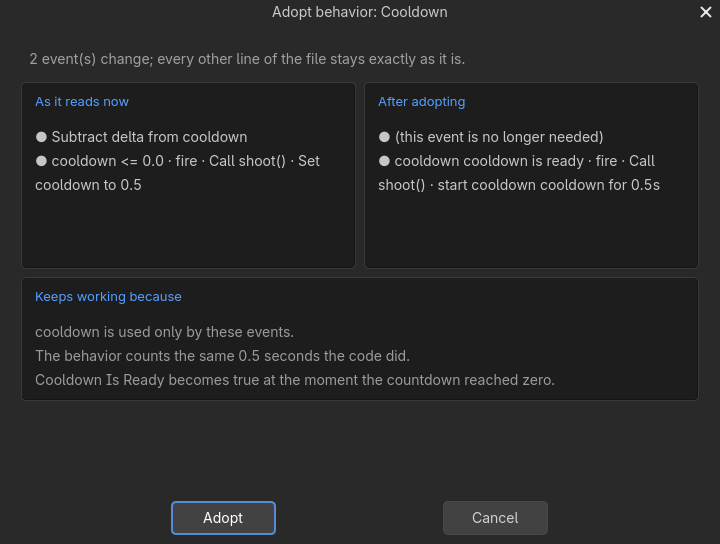 Adopt behavior: Cooldown
2 event(s) change; every other line of the file stays exactly as it is.
As it reads now
● Subtract delta from cooldown
● cooldown <= 0.0 · fire · Call shoot() · Set
cooldown to 0.5
After adopting
● (this event is no longer needed)
● cooldown cooldown is ready · fire · Call
shoot() · start cooldown cooldown for 0.5s
Keeps working because
cooldown is used only by these events.
The behavior counts the same 0.5 seconds the code did.
Cooldown Is Ready becomes true at the moment the countdown reached zero.
Adopt
Cancel